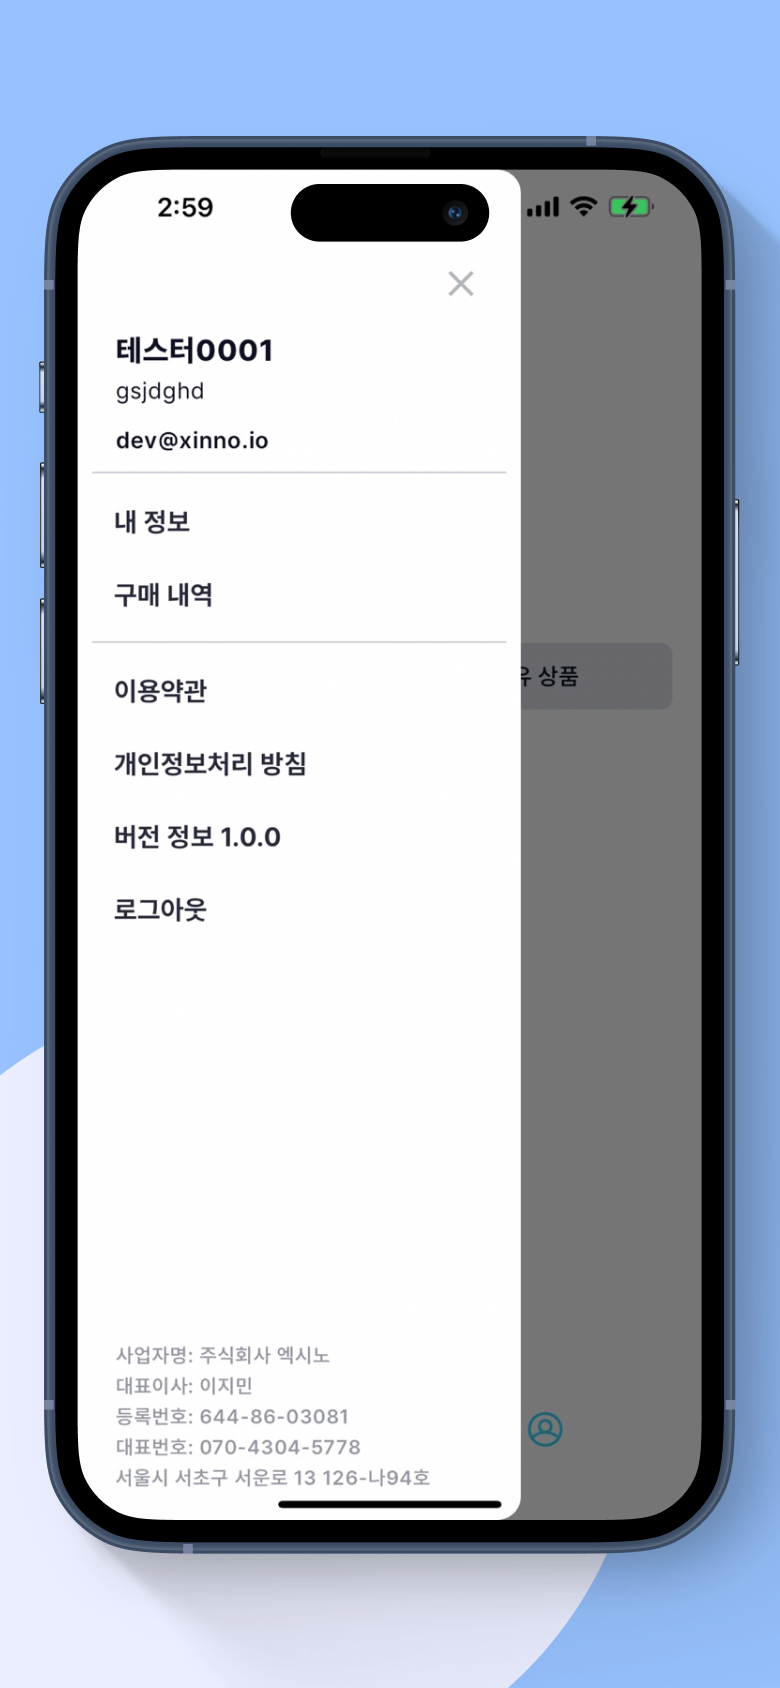 2:59
테스터0001
gsjdghd
dev@xinno.io
내 정보
구매 내역
상품
이용약관
개인정보처리 방침
버전 정보 1.0.0
로그아웃
사업자명: 주식회사 엑시노
대표이사: 이지민
등록번호: 644-86-03081
대표번호: 070-4304-5778
서울시 서초구 서운로 13 126-나94호